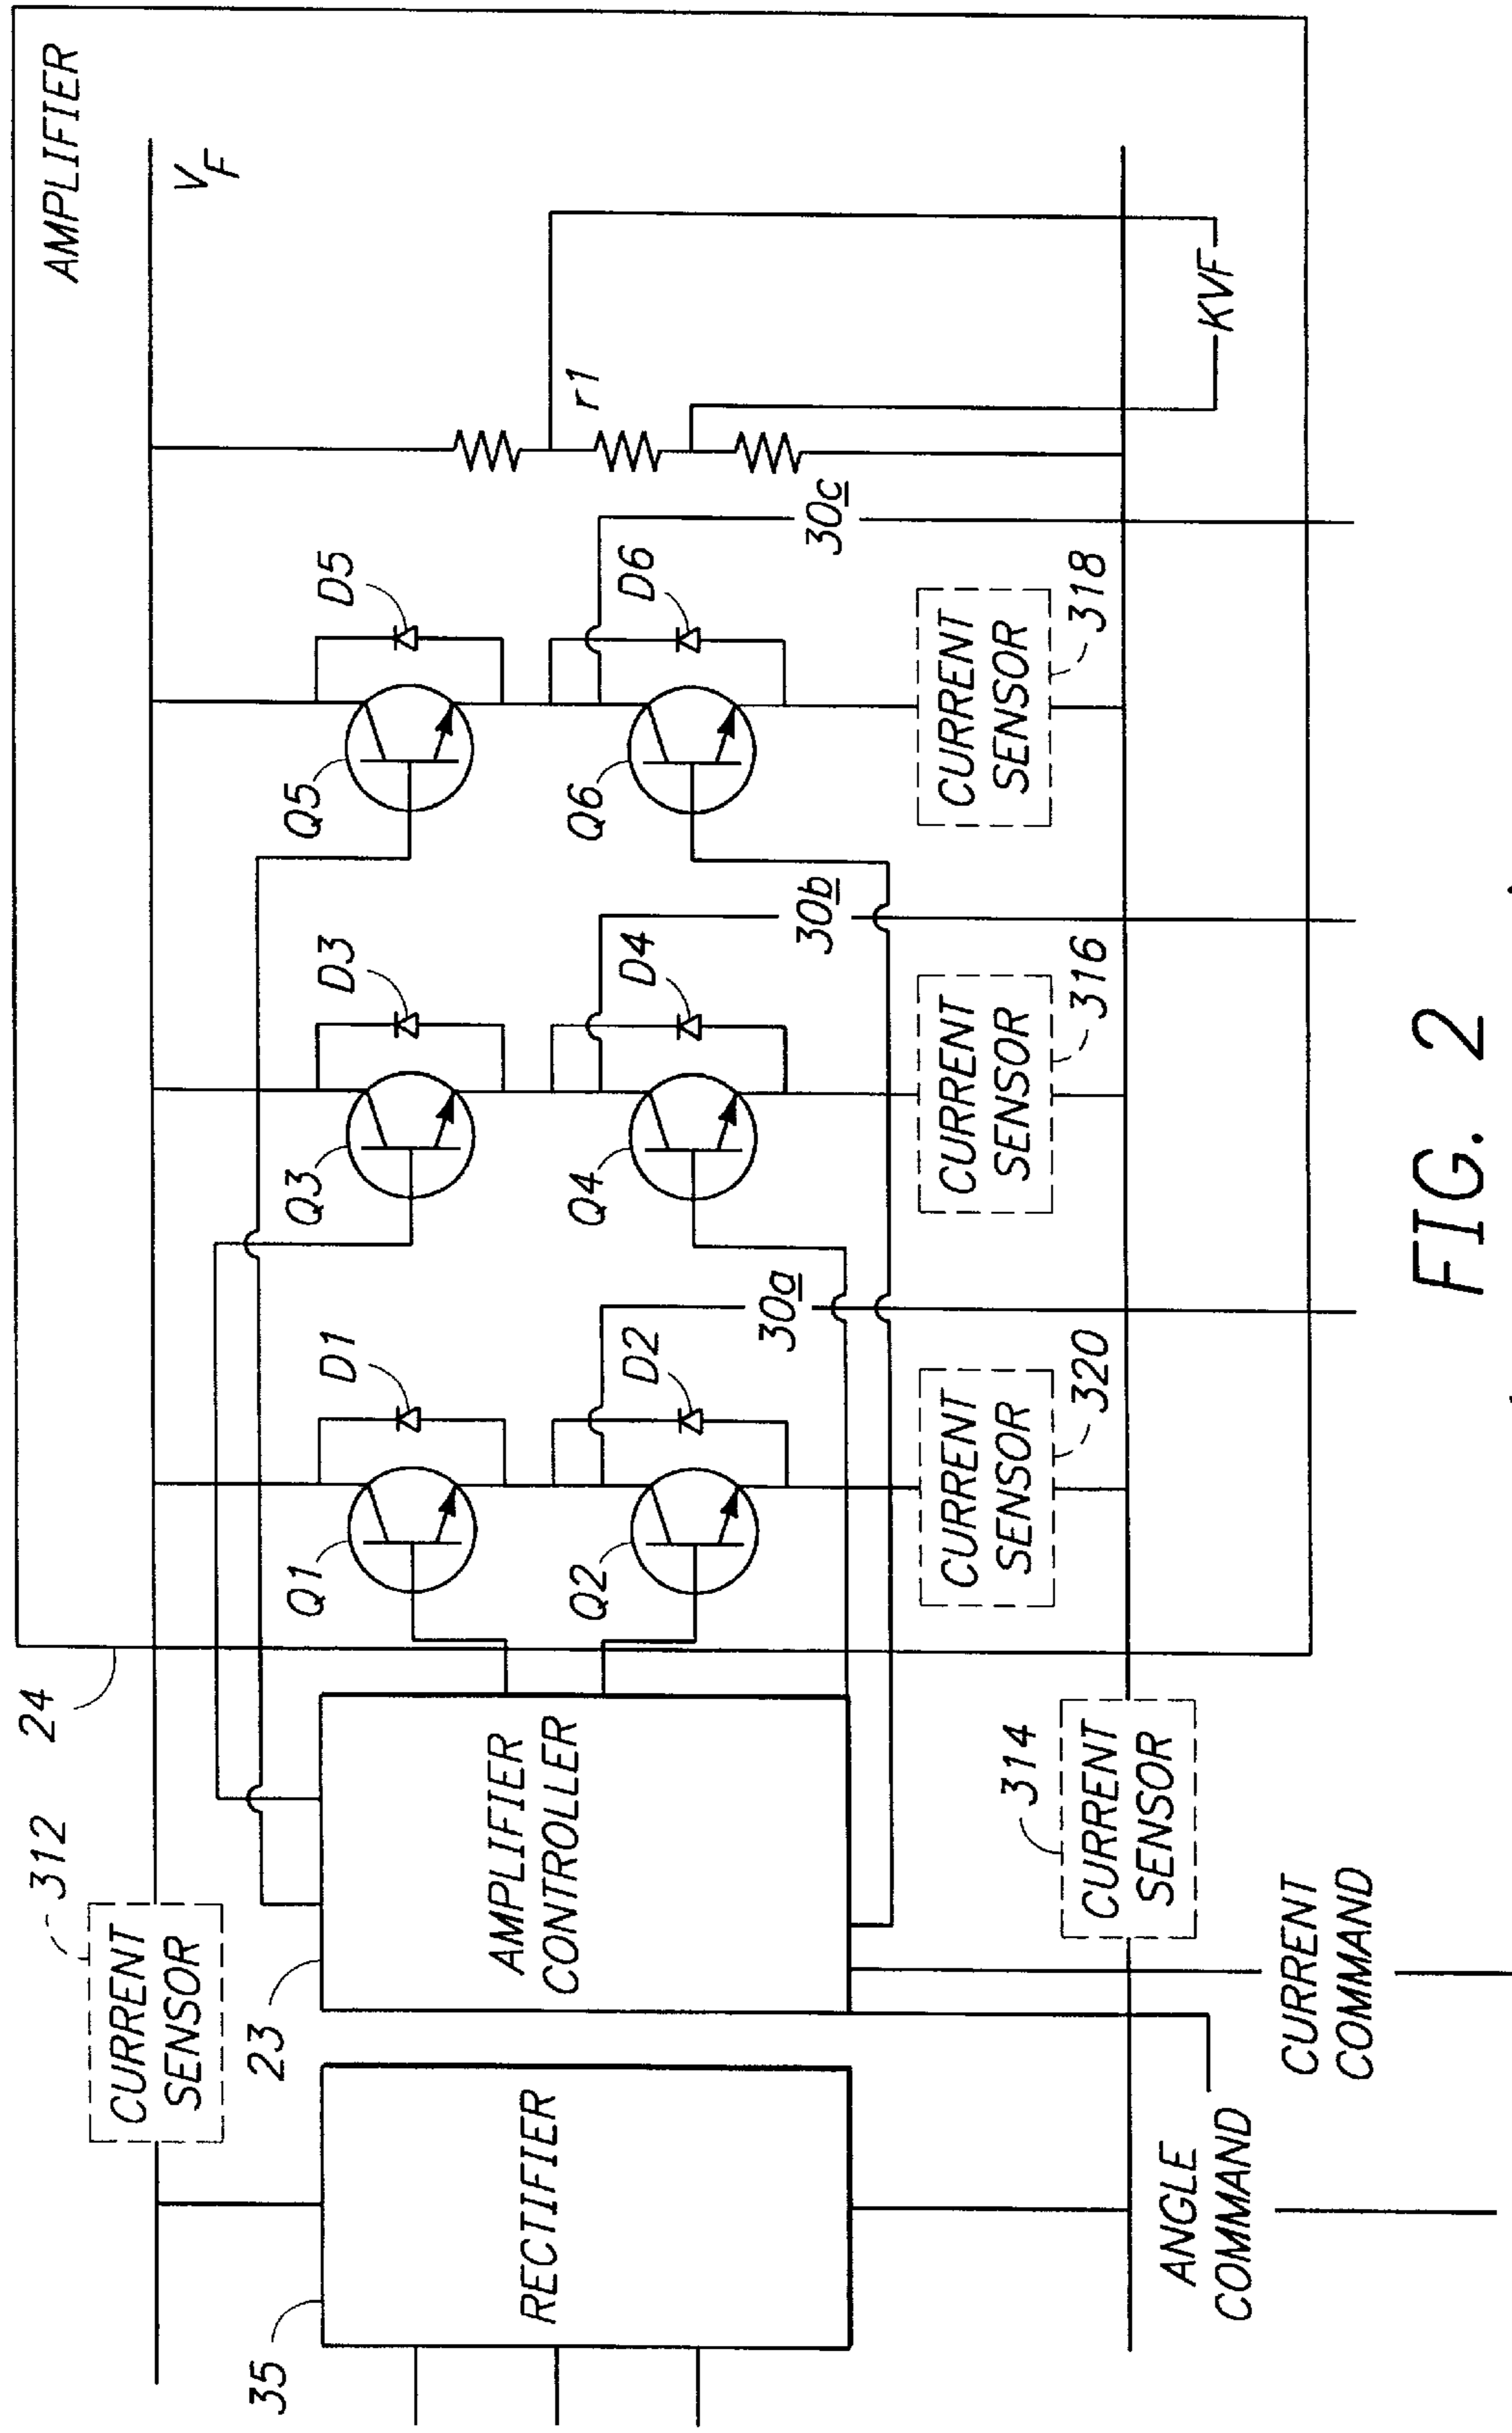 AMPLIFIER
24
V
F
312
CURRENT
SENSOR
D1
D3
D5
Q1
Q3
Q5
r1
23
AMPLIFIER
CONTROLLER
35
RECTIFIER
D2
D4
D6
Q2
Q4
Q6
30a
30b
30c
CURRENT
SENSOR
320
CURRENT
SENSOR
316
CURRENT
SENSOR
318
KVF
314
CURRENT
SENSOR
ANGLE
COMMAND
CURRENT
COMMAND
FIG. 2